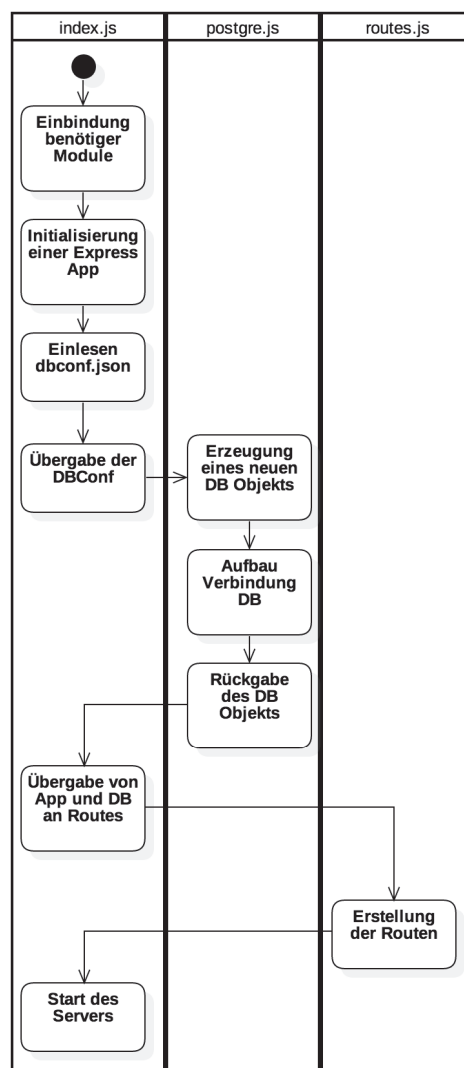 index.js
postgre.js
routes.js
Einbindung
benötiger
Module
Initialisierung
einer Express
App
Einlesen
dbconf.json
Übergabe der
DBConf
Erzeugung
eines neuen
DB Objekts
Aufbau
Verbindung
DB
Rückgabe
des DB
Objekts
Übergabe von
App und DB
an Routes
Erstellung
der Routen
Start des
Servers